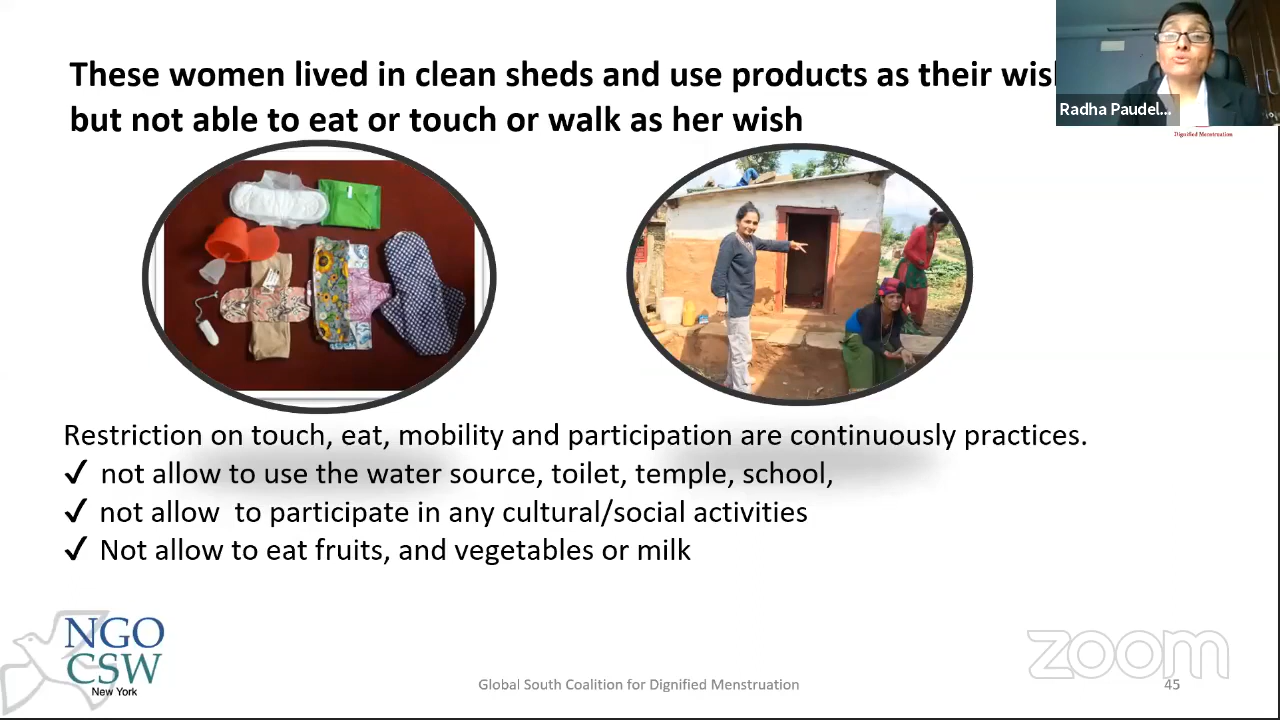 These women lived in clean sheds and use products as their wish
but not able to eat or touch or walk as her wish
Radha Paudel...
Dignified Menstruation
Restriction on touch, eat, mobility and participation are continuously practices.
✓ not allow to use the water source, toilet, temple, school,
✓ not allow to participate in any cultural/social activities
✓ Not allow to eat fruits, and vegetables or milk
NGO
CSW
New York
Global South Coalition for Dignified Menstruation
45
zoom